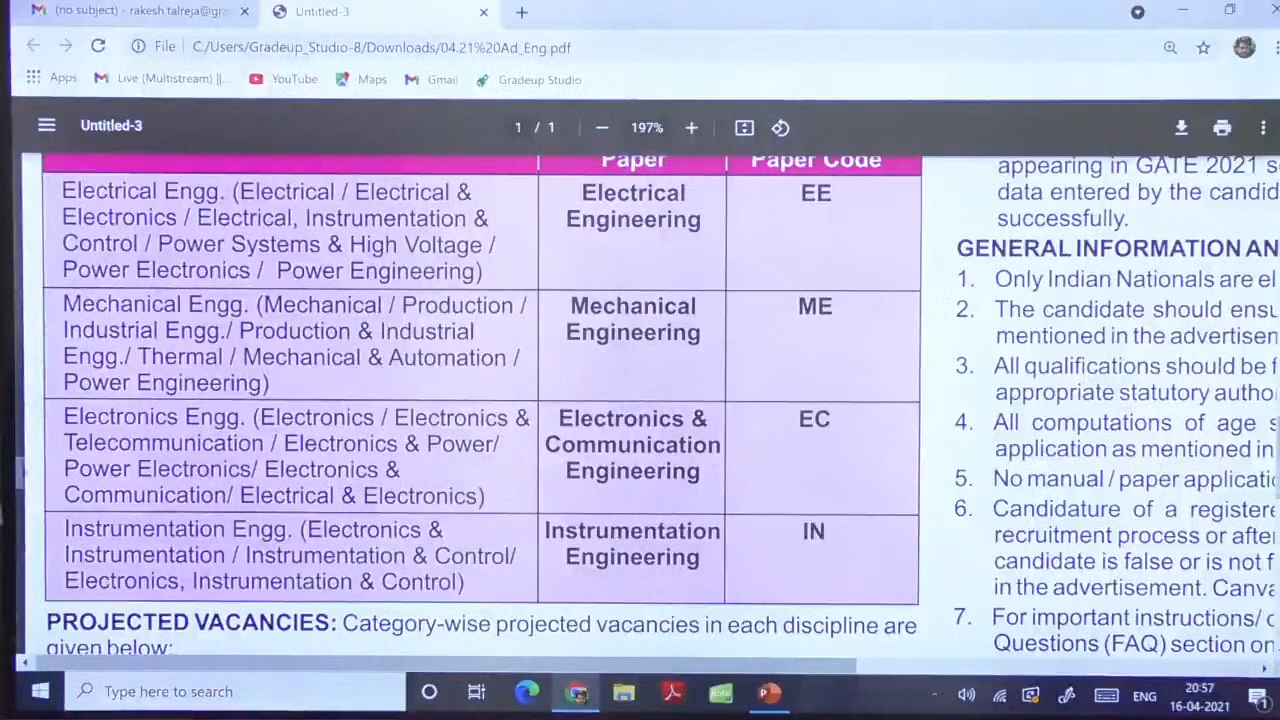 (no subject) - rakesh.talreja@gra
Untitled-3
File
C:/Users/Gradeup_Studio-8/Downloads/04.21%20Ad_Eng.pdf
Apps
Live (Multistream) ||..
YouTube
Maps
Gmail
Gradeup Studio
Untitled-3
1 / 1
197%
Paper
Paper Code
Electrical Engg. (Electrical / Electrical &
Electronics / Electrical, Instrumentation &
Control / Power Systems & High Voltage /
Power Electronics / Power Engineering)
Electrical
Engineering
EE
Mechanical Engg. (Mechanical / Production /
Industrial Engg./ Production & Industrial
Engg./ Thermal / Mechanical & Automation /
Power Engineering)
Mechanical
Engineering
ME
Electronics Engg. (Electronics / Electronics &
Telecommunication / Electronics & Power/
Power Electronics/ Electronics &
Communication/ Electrical & Electronics)
Electronics &
Communication
Engineering
EC
Instrumentation Engg. (Electronics &
Instrumentation / Instrumentation & Control/
Electronics, Instrumentation & Control)
Instrumentation
Engineering
IN
PROJECTED VACANCIES: Category-wise projected vacancies in each discipline are
given below:
appearing in GATE 2021 s
data entered by the candid
successfully.
GENERAL INFORMATION AN
1. Only Indian Nationals are el
2. The candidate should ensu
mentioned in the advertisen
3. All qualifications should be f
appropriate statutory autho
4. All computations of age s
application as mentioned in
5. No manual / paper applicatio
6. Candidature of a registere
recruitment process or after
candidate is false or is not f
in the advertisement. Canva
7. For important instructions/ c
Questions (FAQ) section on
Type here to search
note
ENG
20:57
16-04-2021
1